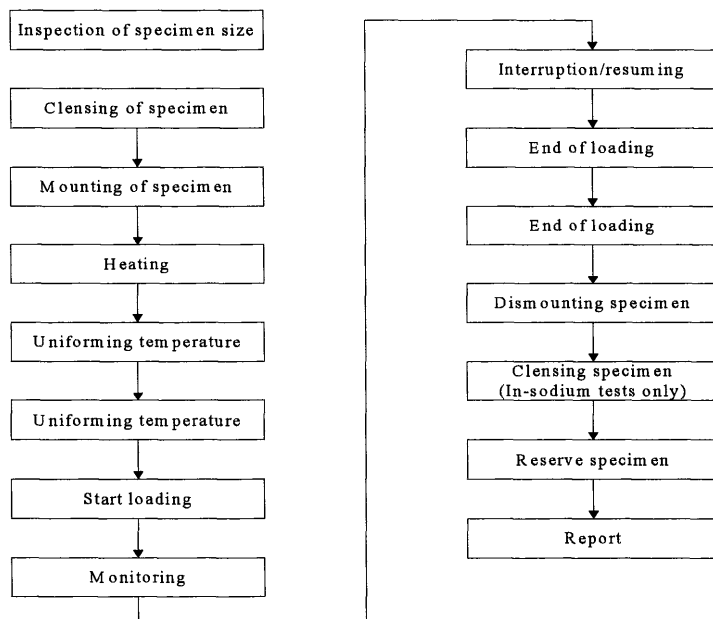 Inspection of specimen size
Clensing of specimen
Mounting of specimen
Heating
Uniforming temperature
Uniforming temperature
Start loading
Monitoring
Interruption/resuming
End of loading
End of loading
Dismounting specimen
Clensing specimen
(In-sodium tests only)
Reserve specimen
Report